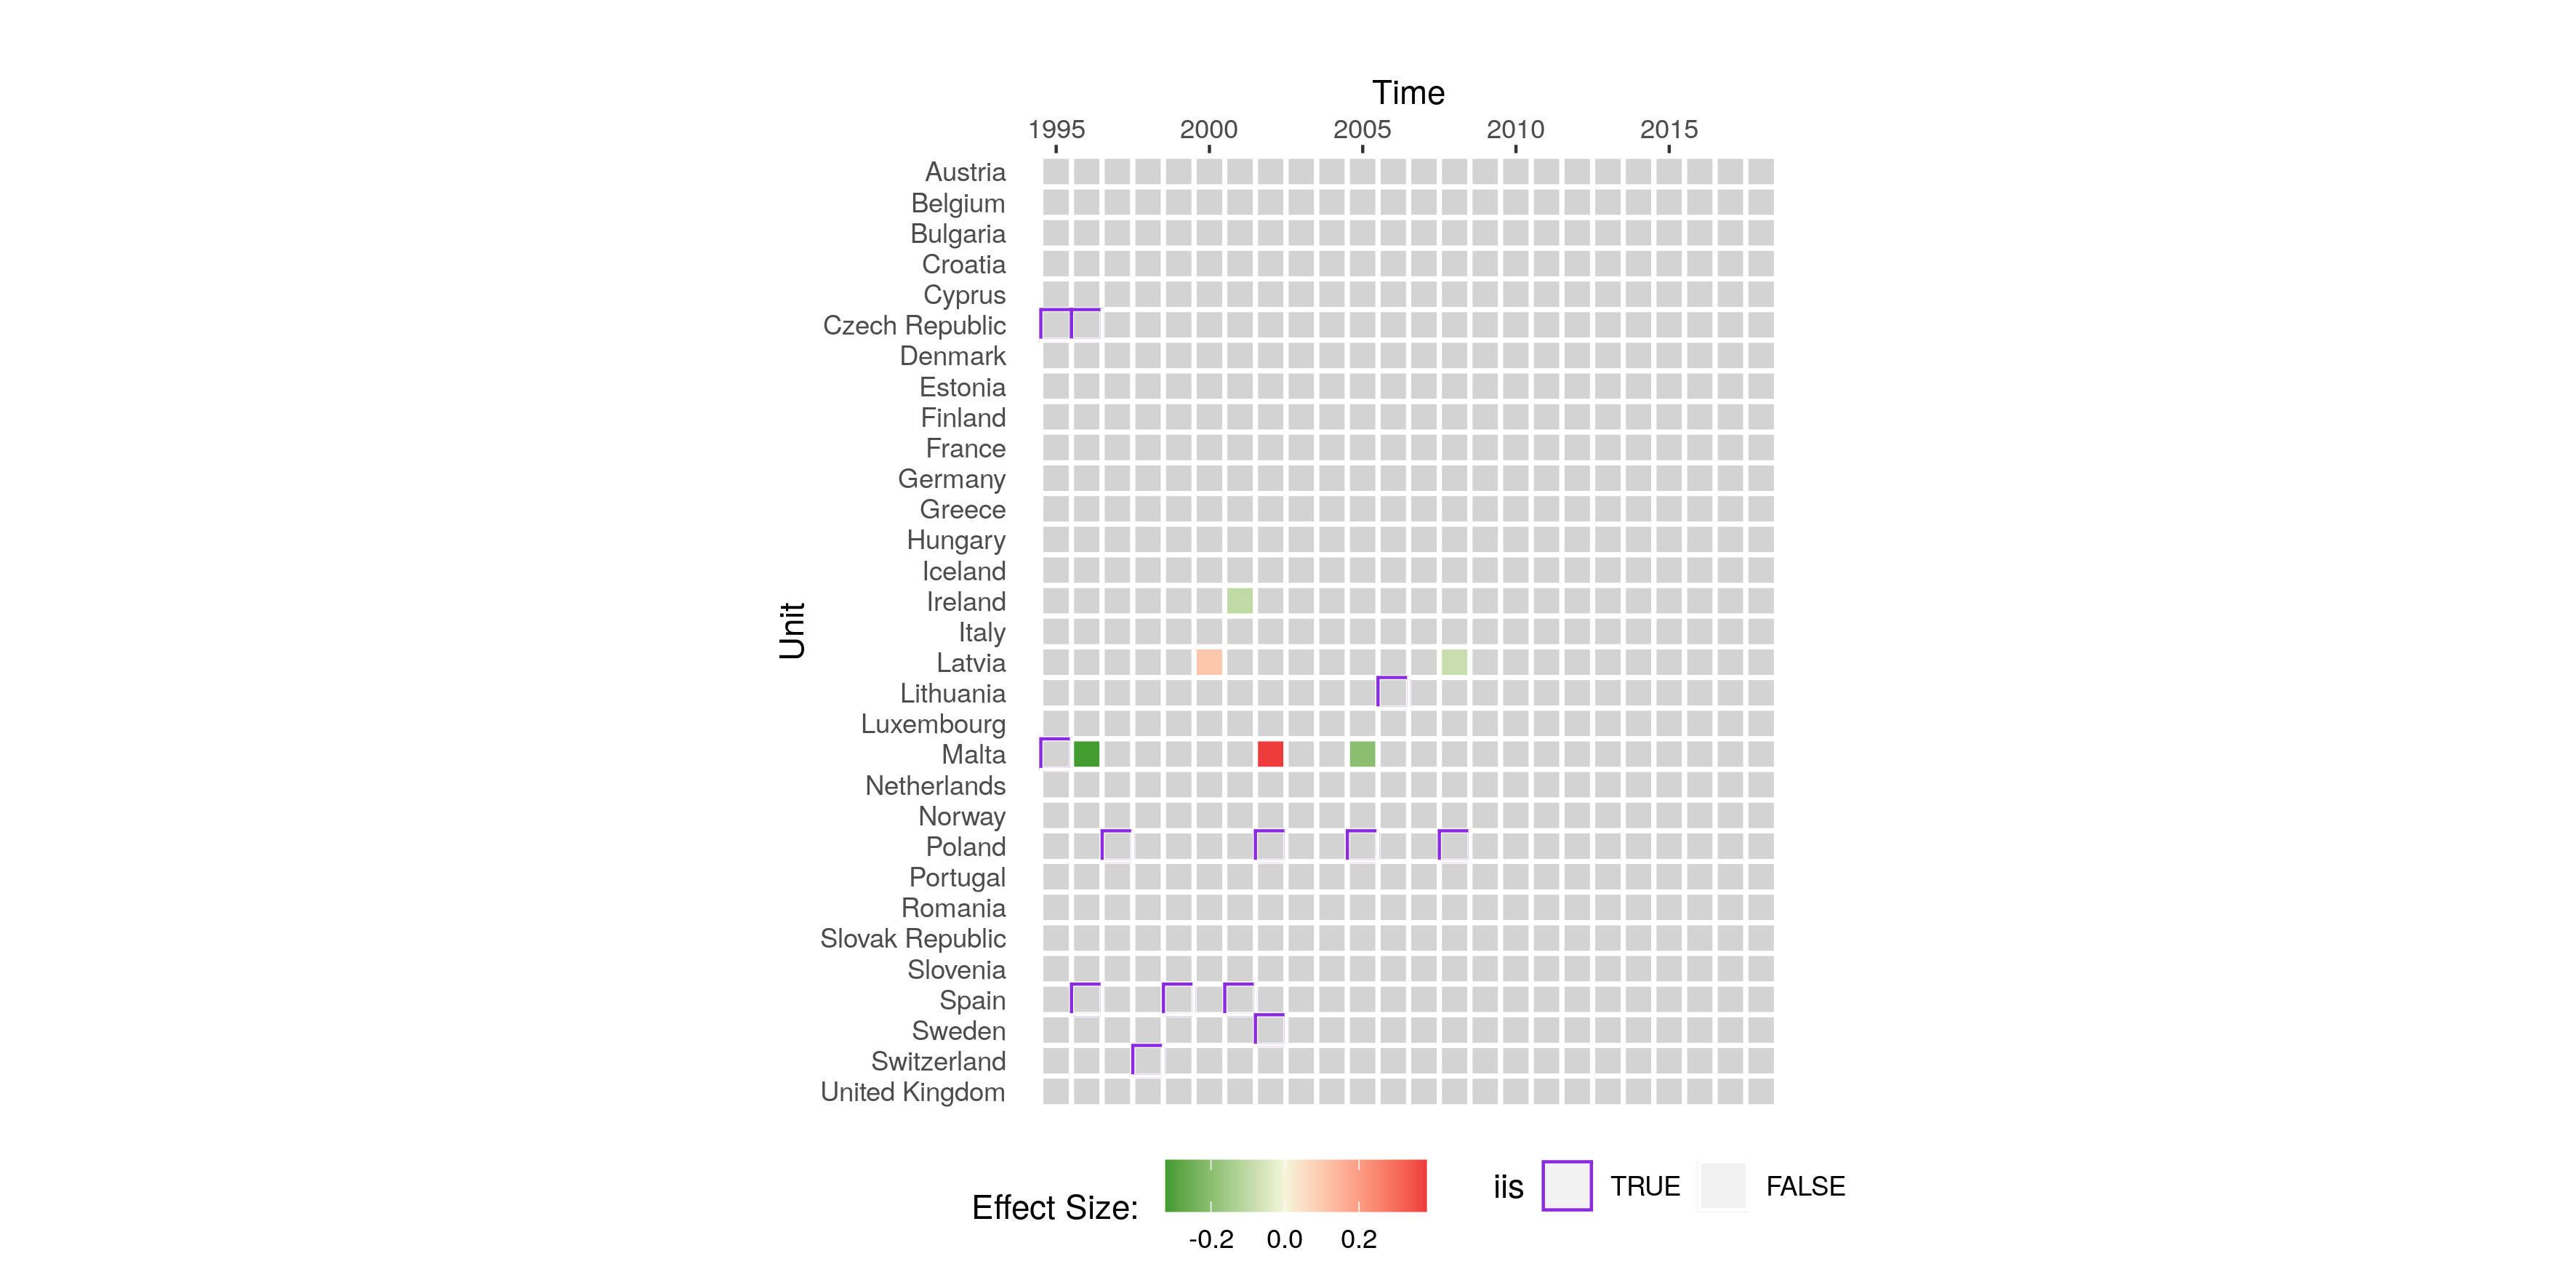 Time
1995 2000 2005 2010 2015
Unit
Austria
Belgium
Bulgaria
Croatia
Cyprus
Czech Republic
Denmark
Estonia
Finland
France
Germany
Greece
Hungary
Iceland
Ireland
Italy
Latvia
Lithuania
Luxembourg
Malta
Netherlands
Norway
Poland
Portugal
Romania
Slovak Republic
Slovenia
Spain
Sweden
Switzerland
United Kingdom
Effect Size:
-0.2 0.0 0.2
iis TRUE FALSE